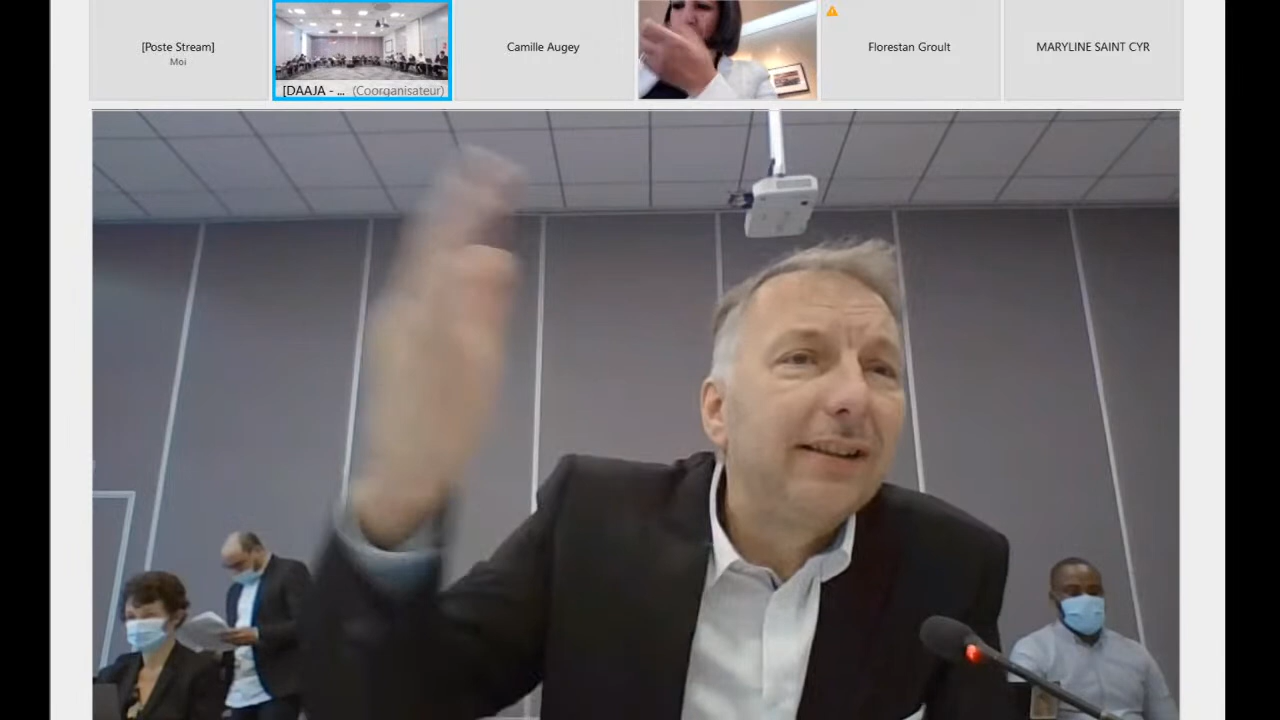 [Poste Stream]
Moi
[DAAJA - ... (Coorganisateur)
Camille Augey
Florestan Groult
MARYLINE SAINT CYR